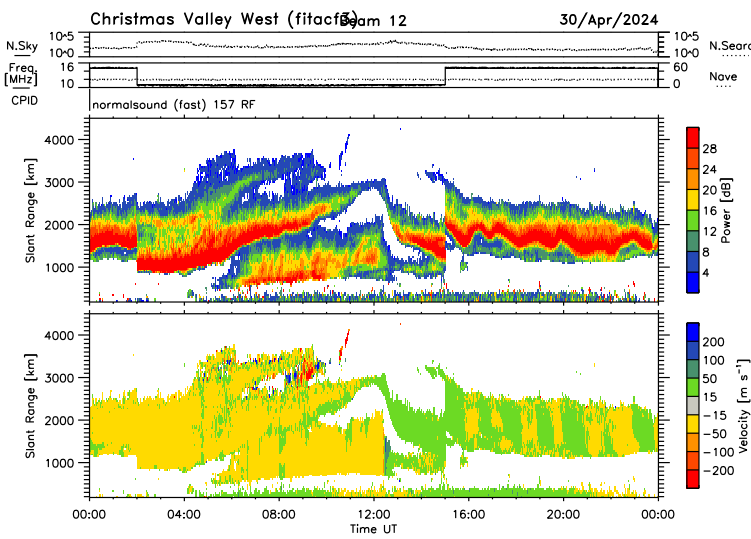 Christmas Valley West (fitacf3) Beam 12 30/Apr/2024
N.Sky 10^5 10^0 10^5 10^0 N.Searc
Freq. [MHz] 16 10 60 0 Nave
CPID normalsound (fast) 157 RF
Slant Range [km] 4000 3000 2000 1000
28 24 20 16 12 8 4 Power [dB]
Slant Range [km] 4000 3000 2000 1000
200 100 50 15 -15 -50 -100 -200 Velocity [m s⁻¹]
00:00 04:00 08:00 12:00 16:00 20:00 00:00
Time UT